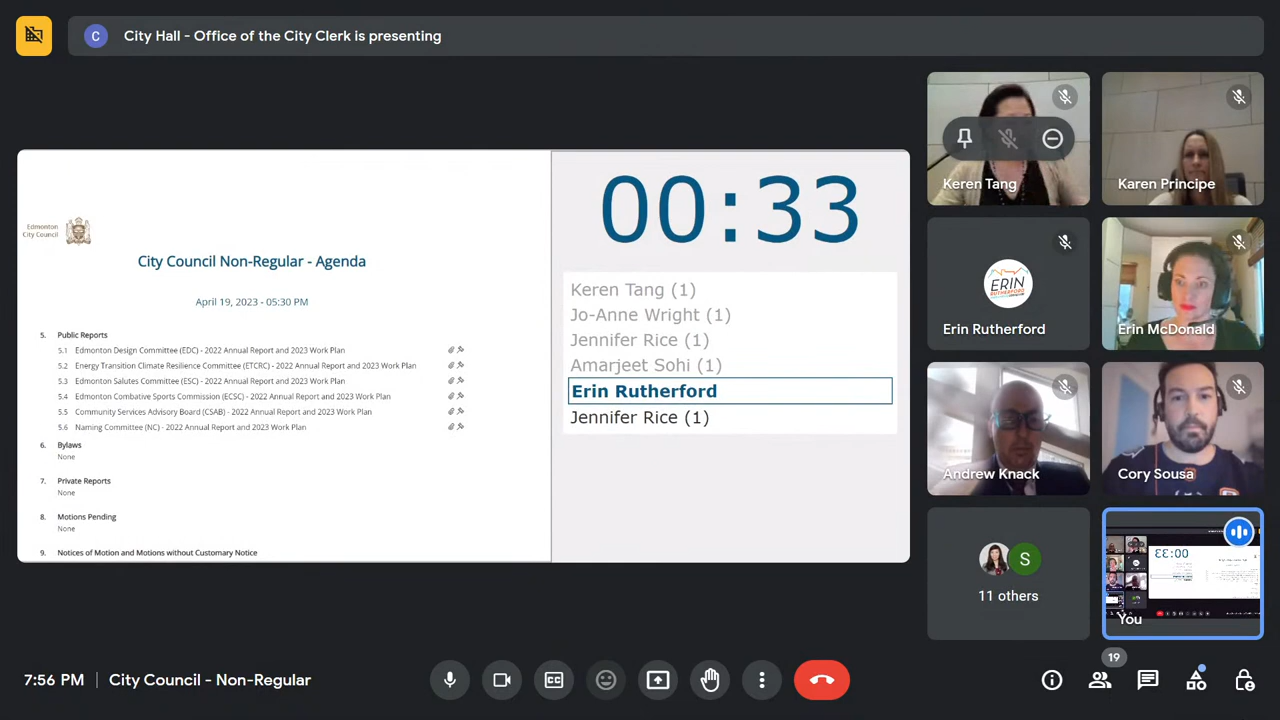 C
City Hall - Office of the City Clerk is presenting
Edmonton
City Council
City Council Non-Regular - Agenda
April 19, 2023 - 05:30 PM
5. Public Reports
5.1 Edmonton Design Committee (EDC) - 2022 Annual Report and 2023 Work Plan
5.2 Energy Transition Climate Resilience Committee (ETCRC) - 2022 Annual Report and 2023 Work Plan
5.3 Edmonton Salutes Committee (ESC) - 2022 Annual Report and 2023 Work Plan
5.4 Edmonton Combative Sports Commission (ECSC) - 2022 Annual Report and 2023 Work Plan
5.5 Community Services Advisory Board (CSAB) - 2022 Annual Report and 2023 Work Plan
5.6 Naming Committee (NC) - 2022 Annual Report and 2023 Work Plan
6. Bylaws
None
7. Private Reports
None
8. Motions Pending
None
9. Notices of Motion and Motions without Customary Notice
00:33
Keren Tang (1)
Jo-Anne Wright (1)
Jennifer Rice (1)
Amarjeet Sohi (1)
Erin Rutherford
Jennifer Rice (1)
Keren Tang
Karen Principe
ERIN
RUTHERFORD
Erin Rutherford
Erin McDonald
Andrew Knack
Cory Sousa
S
11 others
00:33
You
7:56 PM | City Council - Non-Regular
CC
19